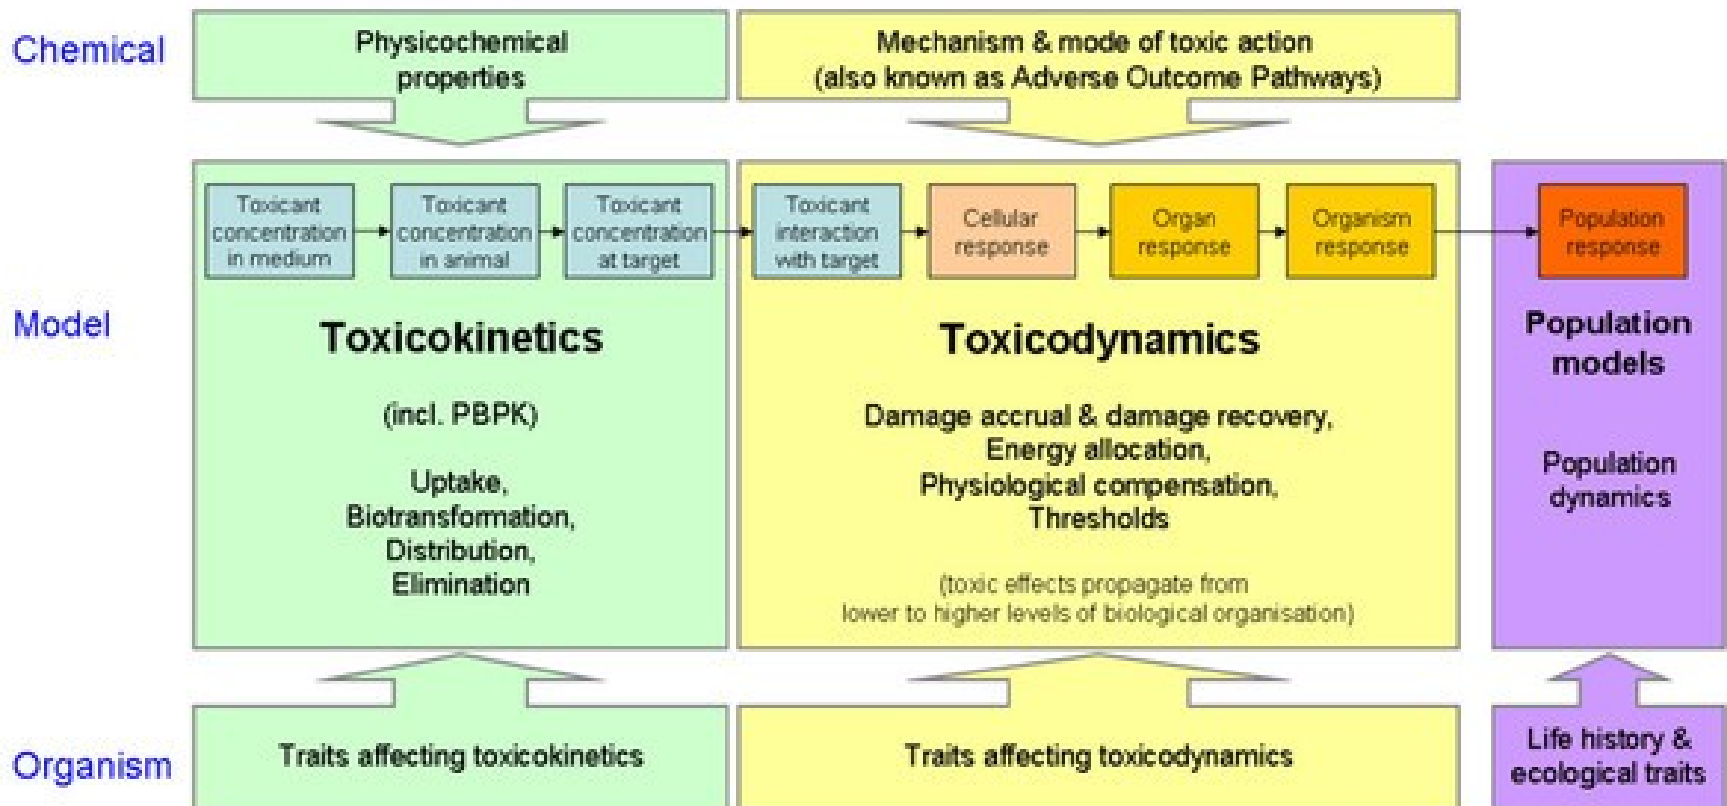 Chemical
Physicochemical
properties
Mechanism & mode of toxic action
(also known as Adverse Outcome Pathways)
Model
Toxicant
concentration
in medium
Toxicant
concentration
in animal
Toxicant
concentration
at target
Toxicant
interaction
with target
Cellular
response
Organ
response
Organism
response
Population
response
Toxicokinetics
(incl. PBPK)
Uptake,
Biotransformation,
Distribution,
Elimination
Toxicodynamics
Damage accrual & damage recovery,
Energy allocation,
Physiological compensation,
Thresholds
(toxic effects propagate from
lower to higher levels of biological organisation)
Population
models
Population
dynamics
Organism
Traits affecting toxicokinetics
Traits affecting toxicodynamics
Life history &
ecological traits